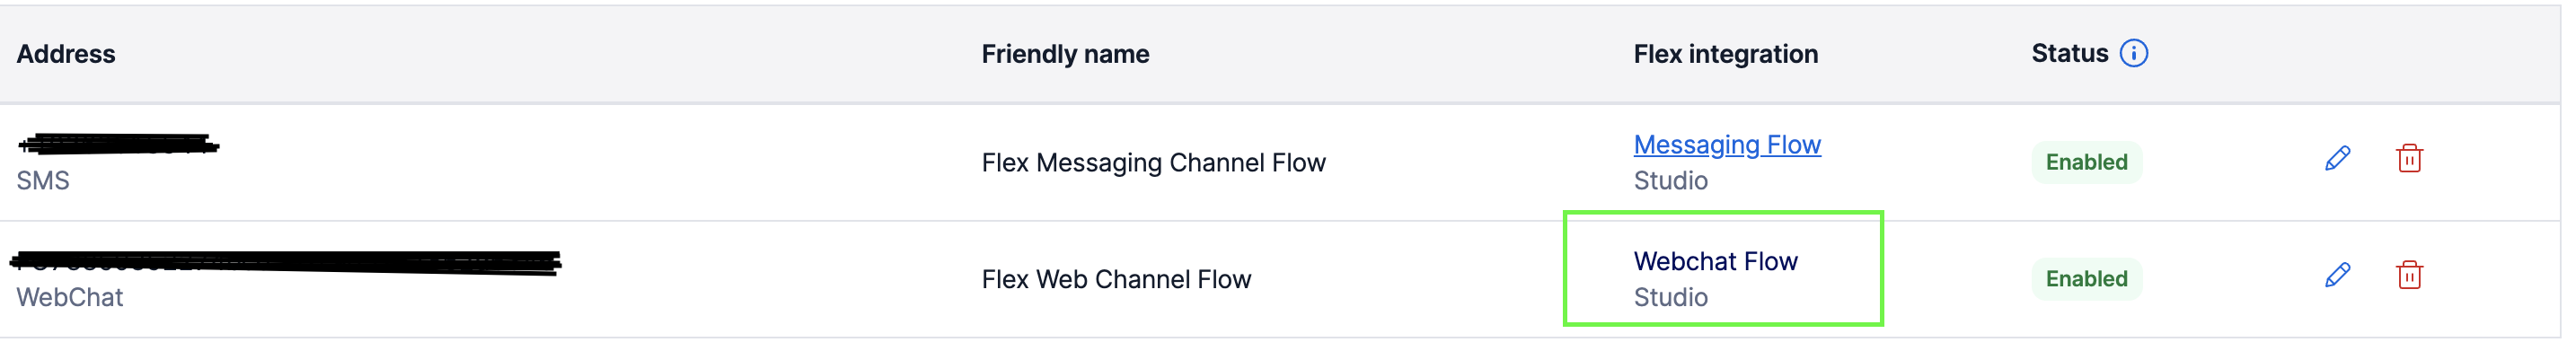 Address Friendly name Flex integration Status
SMS
Flex Messaging Channel Flow
Messaging Flow
Studio
Enabled
WebChat
Flex Web Channel Flow
Webchat Flow
Studio
Enabled